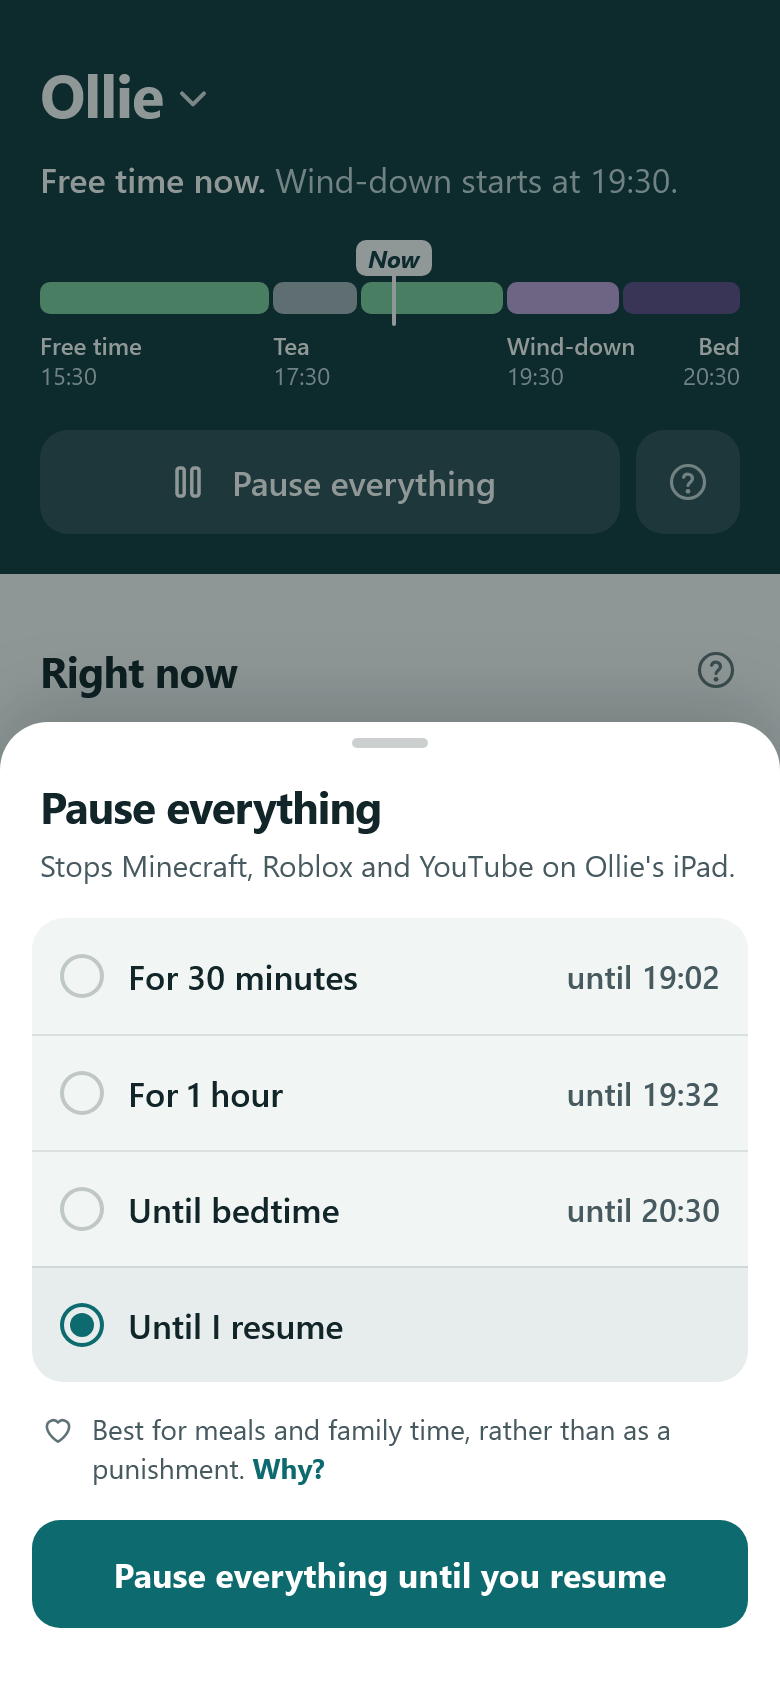 Ollie
Free time now. Wind-down starts at 19:30.
Now
Free time
15:30
Tea
17:30
Wind-down
19:30
Bed
20:30
Pause everything
?
Right now
?
Pause everything
Stops Minecraft, Roblox and YouTube on Ollie's iPad.
For 30 minutes until 19:02
For 1 hour until 19:32
Until bedtime until 20:30
Until I resume
Best for meals and family time, rather than as a
punishment. Why?
Pause everything until you resume